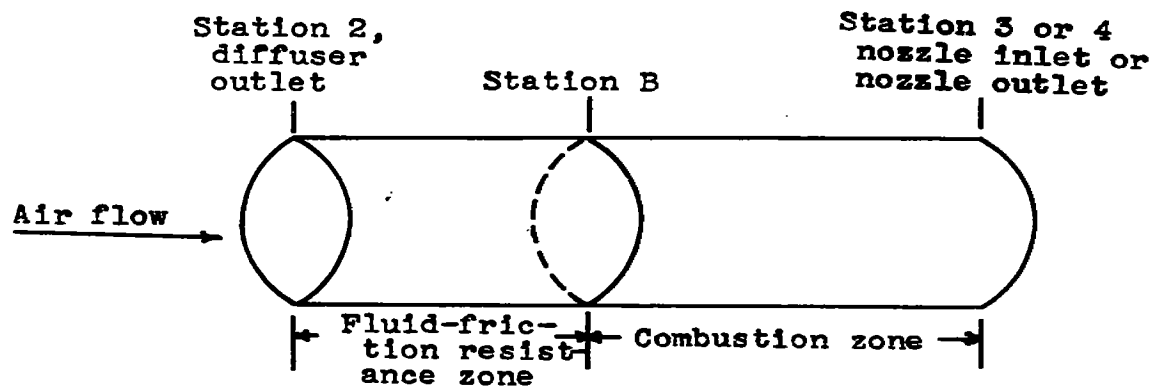 Station 2,
diffuser
outlet
Station B
Station 3 or 4
nozzle inlet or
nozzle outlet
Air flow
Fluid-fric-
tion resist-
ance zone
Combustion zone